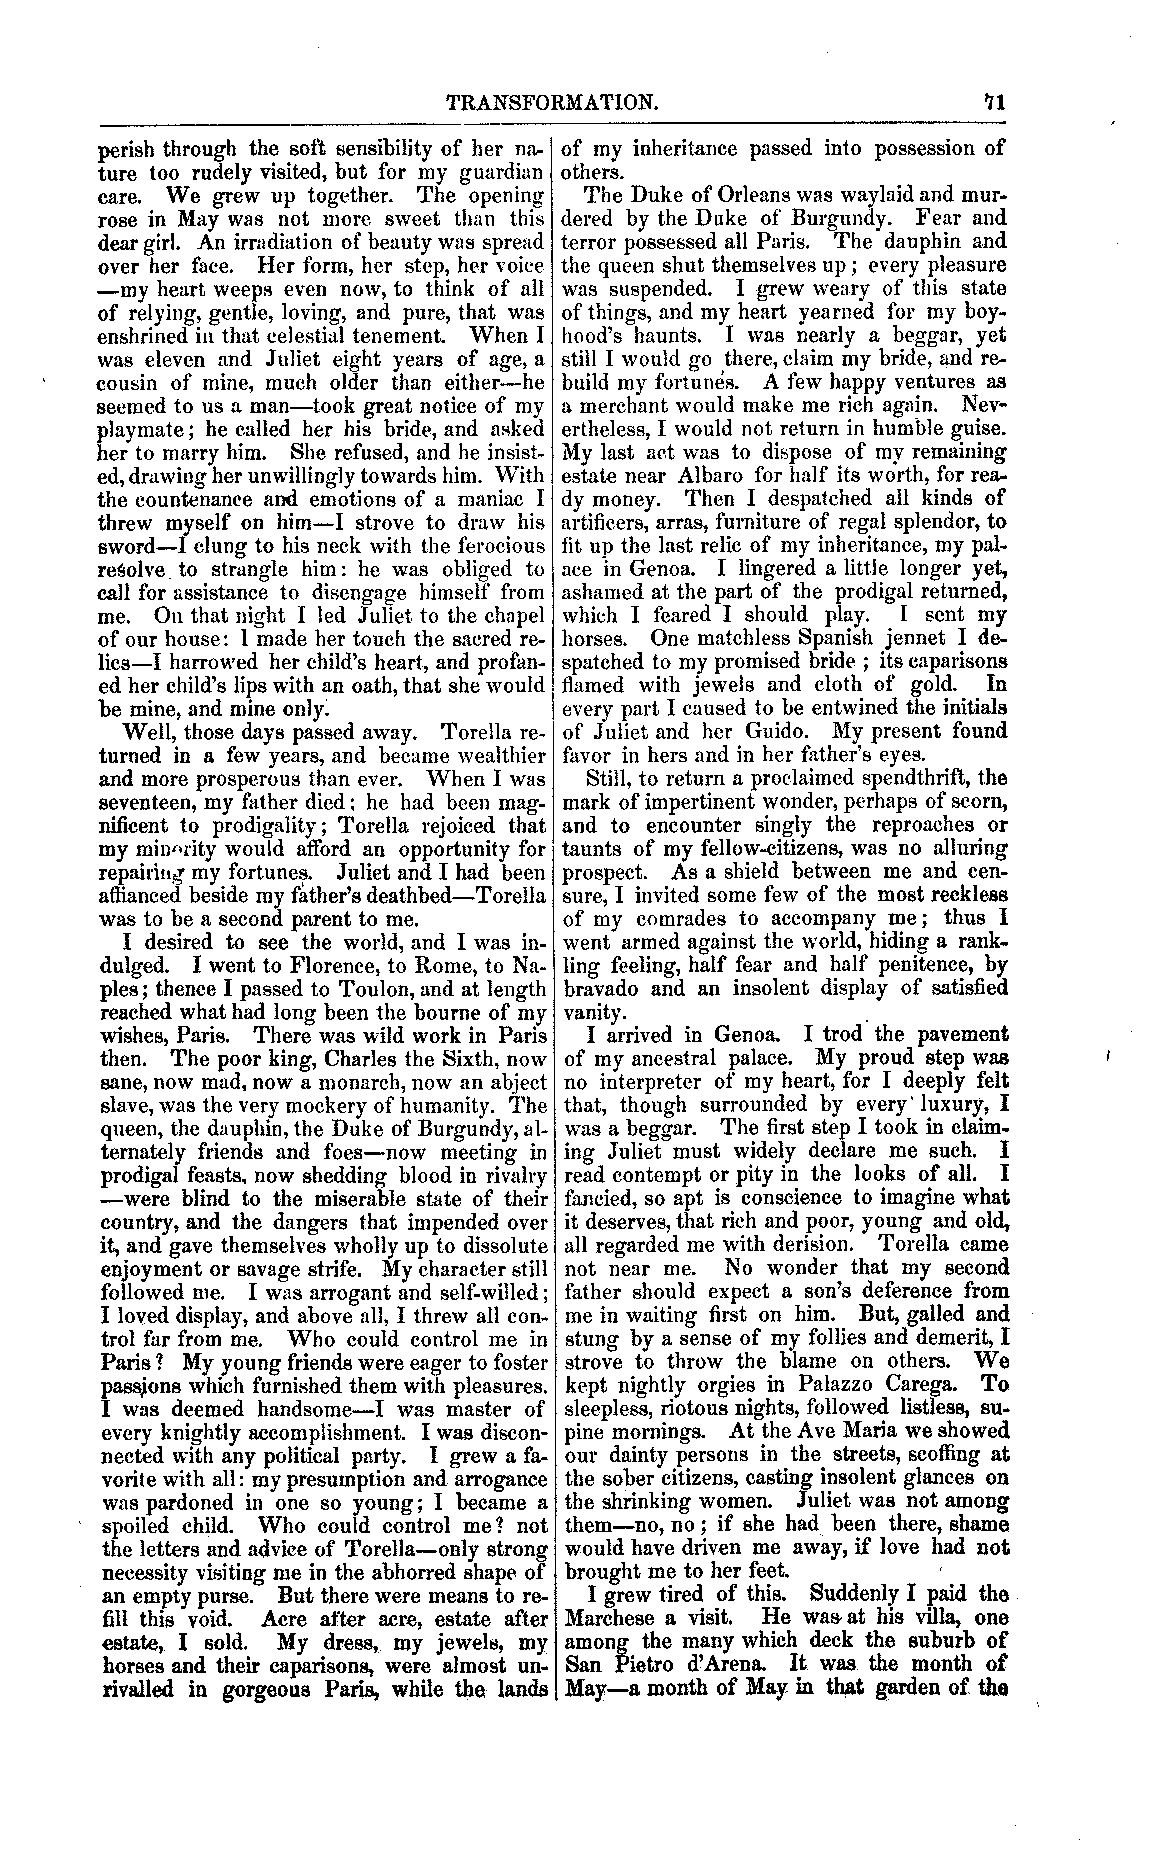 TRANSFORMATION. 71
perish through the soft sensibility of her na-
ture too rudely visited, but for my guardian
care. We grew up together. The opening
rose in May was not more sweet than this
dear girl. An irradiation of beauty was spread
over her face. Her form, her step, her voice
—my heart weeps even now, to think of all
of relying, gentle, loving, and pure, that was
enshrined in that celestial tenement. When I
was eleven and Juliet eight years of age, a
cousin of mine, much older than either—he
seemed to us a man—took great notice of my
playmate; he called her his bride, and asked
her to marry him. She refused, and he insist-
ed, drawing her unwillingly towards him. With
the countenance and emotions of a maniac I
threw myself on him—I strove to draw his
sword—I clung to his neck with the ferocious
resolve to strangle him: he was obliged to
call for assistance to disengage himself from
me. On that night I led Juliet to the chapel
of our house: I made her touch the sacred re-
lics—I harrowed her child's heart, and profan-
ed her child's lips with an oath, that she would
be mine, and mine only.
Well, those days passed away. Torella re-
turned in a few years, and became wealthier
and more prosperous than ever. When I was
seventeen, my father died; he had been mag-
nificent to prodigality; Torella rejoiced that
my minority would afford an opportunity for
repairing my fortunes. Juliet and I had been
affianced beside my father's deathbed—Torella
was to be a second parent to me.
I desired to see the world, and I was in-
dulged. I went to Florence, to Rome, to Na-
ples; thence I passed to Toulon, and at length
reached what had long been the bourne of my
wishes, Paris. There was wild work in Paris
then. The poor king, Charles the Sixth, now
sane, now mad, now a monarch, now an abject
slave, was the very mockery of humanity. The
queen, the dauphin, the Duke of Burgundy, al-
ternately friends and foes—now meeting in
prodigal feasts, now shedding blood in rivalry
—were blind to the miserable state of their
country, and the dangers that impended over
it, and gave themselves wholly up to dissolute
enjoyment or savage strife. My character still
followed me. I was arrogant and self-willed;
I loved display, and above all, I threw all con-
trol far from me. Who could control me in
Paris? My young friends were eager to foster
passions which furnished them with pleasures.
I was deemed handsome—I was master of
every knightly accomplishment. I was discon-
nected with any political party. I grew a fa-
vorite with all: my presumption and arrogance
was pardoned in one so young; I became a
spoiled child. Who could control me? not
the letters and advice of Torella—only strong
necessity visiting me in the abhorred shape of
an empty purse. But there were means to re-
fill this void. Acre after acre, estate after
estate, I sold. My dress, my jewels, my
horses and their caparisons, were almost un-
rivalled in gorgeous Paris, while the lands
of my inheritance passed into possession of
others.
The Duke of Orleans was waylaid and mur-
dered by the Duke of Burgundy. Fear and
terror possessed all Paris. The dauphin and
the queen shut themselves up; every pleasure
was suspended. I grew weary of this state
of things, and my heart yearned for my boy-
hood's haunts. I was nearly a beggar, yet
still I would go there, claim my bride, and re-
build my fortunes. A few happy ventures as
a merchant would make me rich again. Nev-
ertheless, I would not return in humble guise.
My last act was to dispose of my remaining
estate near Albaro for half its worth, for rea-
dy money. Then I despatched all kinds of
artificers, arras, furniture of regal splendor, to
fit up the last relic of my inheritance, my pal-
ace in Genoa. I lingered a little longer yet,
ashamed at the part of the prodigal returned,
which I feared I should play. I sent my
horses. One matchless Spanish jennet I de-
spatched to my promised bride; its caparisons
flamed with jewels and cloth of gold. In
every part I caused to be entwined the initials
of Juliet and her Guido. My present found
favor in hers and in her father's eyes.
Still, to return a proclaimed spendthrift, the
mark of impertinent wonder, perhaps of scorn,
and to encounter singly the reproaches or
taunts of my fellow-citizens, was no alluring
prospect. As a shield between me and cen-
sure, I invited some few of the most reckless
of my comrades to accompany me; thus I
went armed against the world, hiding a rank-
ling feeling, half fear and half penitence, by
bravado and an insolent display of satisfied
vanity.
I arrived in Genoa. I trod the pavement
of my ancestral palace. My proud step was
no interpreter of my heart, for I deeply felt
that, though surrounded by every luxury, I
was a beggar. The first step I took in claim-
ing Juliet must widely declare me such. I
read contempt or pity in the looks of all. I
fancied, so apt is conscience to imagine what
it deserves, that rich and poor, young and old,
all regarded me with derision. Torella came
not near me. No wonder that my second
father should expect a son's deference from
me in waiting first on him. But, galled and
stung by a sense of my follies and demerit, I
strove to throw the blame on others. We
kept nightly orgies in Palazzo Carega. To
sleepless, riotous nights, followed listless, su-
pine mornings. At the Ave Maria we showed
our dainty persons in the streets, scoffing at
the sober citizens, casting insolent glances on
the shrinking women. Juliet was not among
them—no, no; if she had been there, shame
would have driven me away, if love had not
brought me to her feet.
I grew tired of this. Suddenly I paid the
Marchese a visit. He was at his villa, one
among the many which deck the suburb of
San Pietro d'Arena. It was the month of
May—a month of May in that garden of the